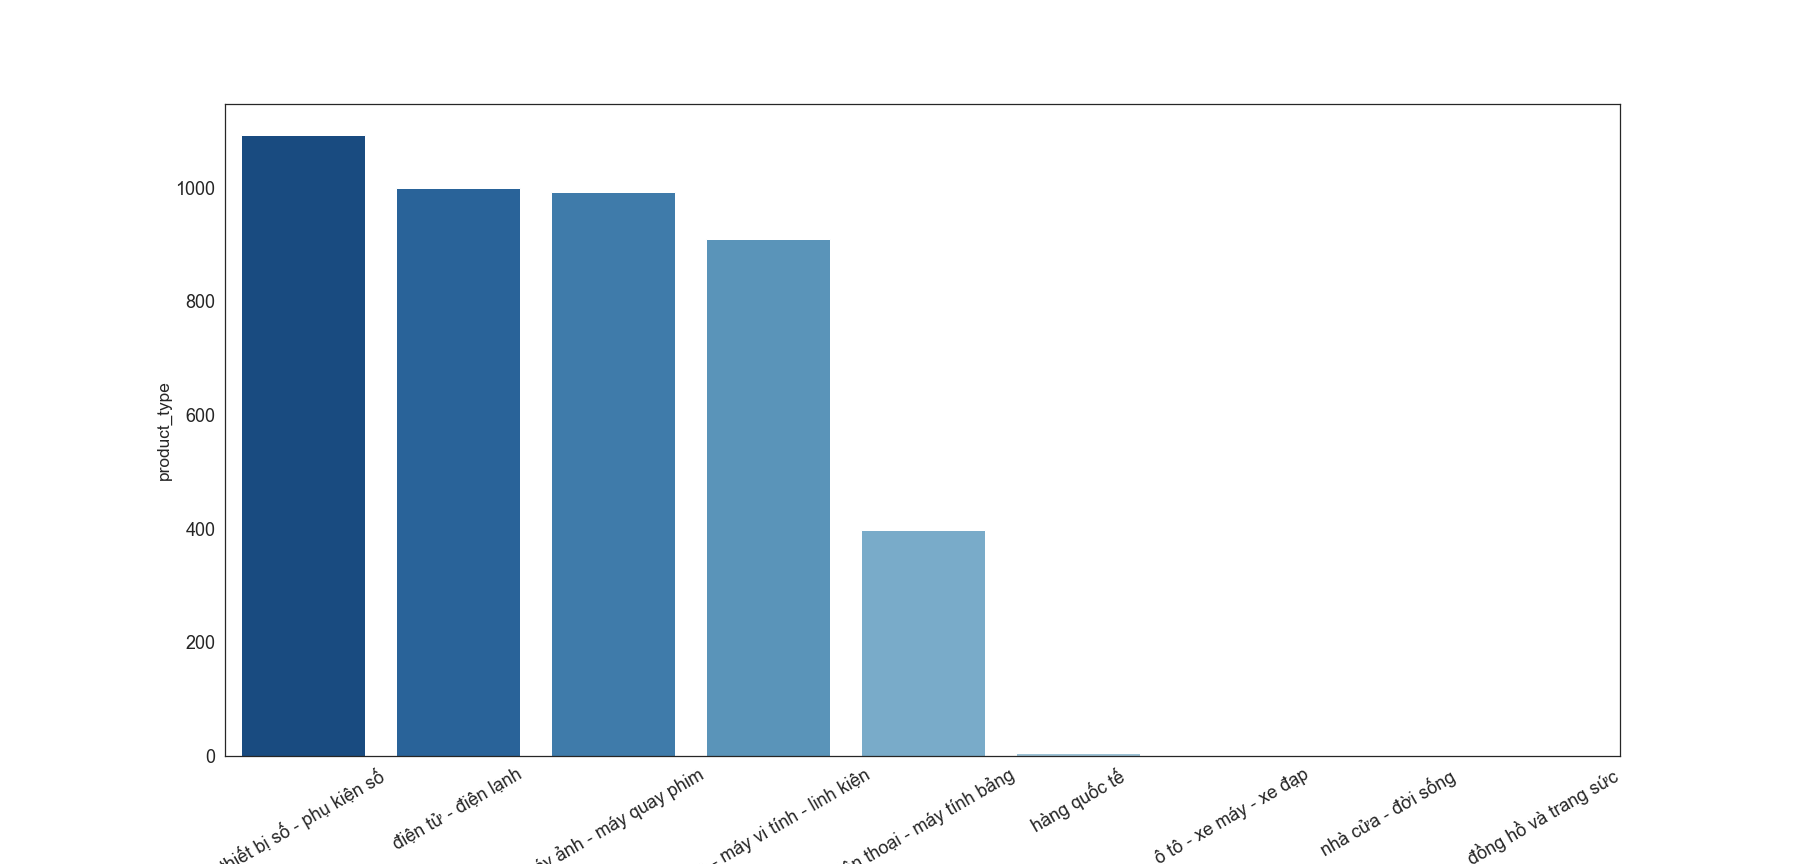 1000
800
600
400
200
0
product_type
bị số - phụ kiện số
điện tử - điện lạnh
ảnh - máy quay phim
- máy vi tính - linh kiện
thoại - máy tính bảng
hàng quốc tế
ô tô - xe máy - xe đạp
nhà cửa - đời sống
đồng hồ và trang sức